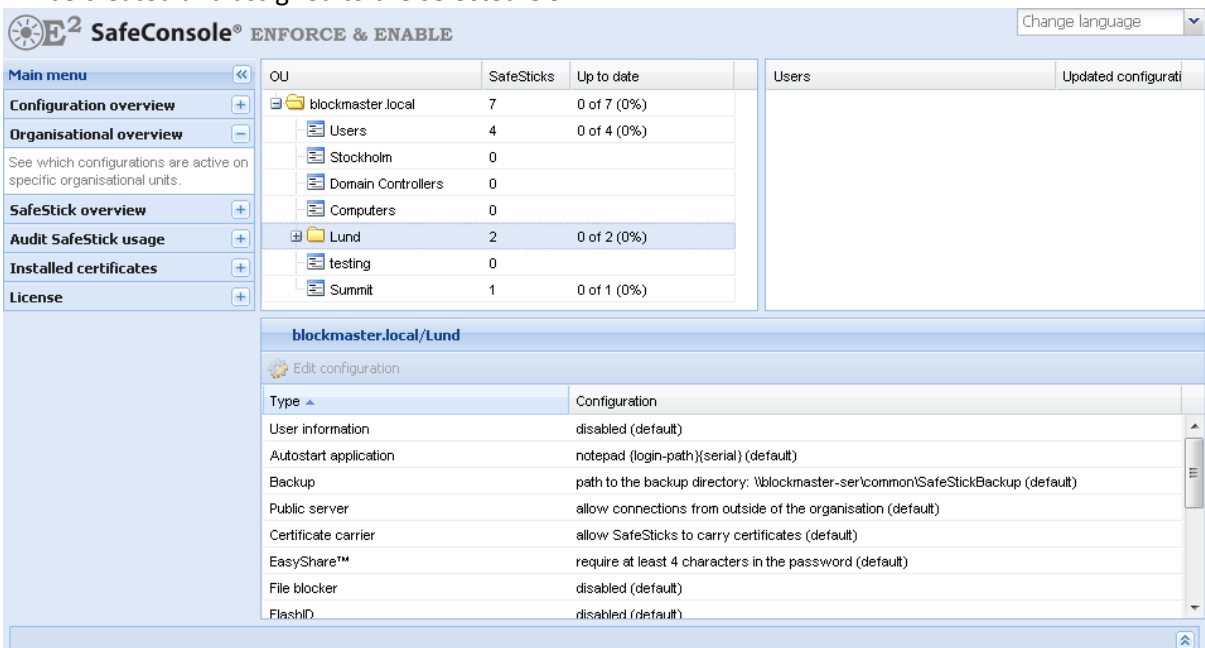 E² SafeConsole® ENFORCE & ENABLE
Change language
Main menu
Configuration overview
Organisational overview
See which configurations are active on
specific organisational units.
SafeStick overview
Audit SafeStick usage
Installed certificates
License
OU SafeSticks Up to date
blockmaster.local 7 0 of 7 (0%)
Users 4 0 of 4 (0%)
Stockholm 0
Domain Controllers 0
Computers 0
Lund 2 0 of 2 (0%)
testing 0
Summit 1 0 of 1 (0%)
Users Updated configurati
blockmaster.local/Lund
Edit configuration
Type Configuration
User information disabled (default)
Autostart application notepad {login-path}{serial} (default)
Backup path to the backup directory: \\blockmaster-ser\common\SafeStickBackup (default)
Public server allow connections from outside of the organisation (default)
Certificate carrier allow SafeSticks to carry certificates (default)
EasyShare™ require at least 4 characters in the password (default)
File blocker disabled (default)
FlashID disabled (default)